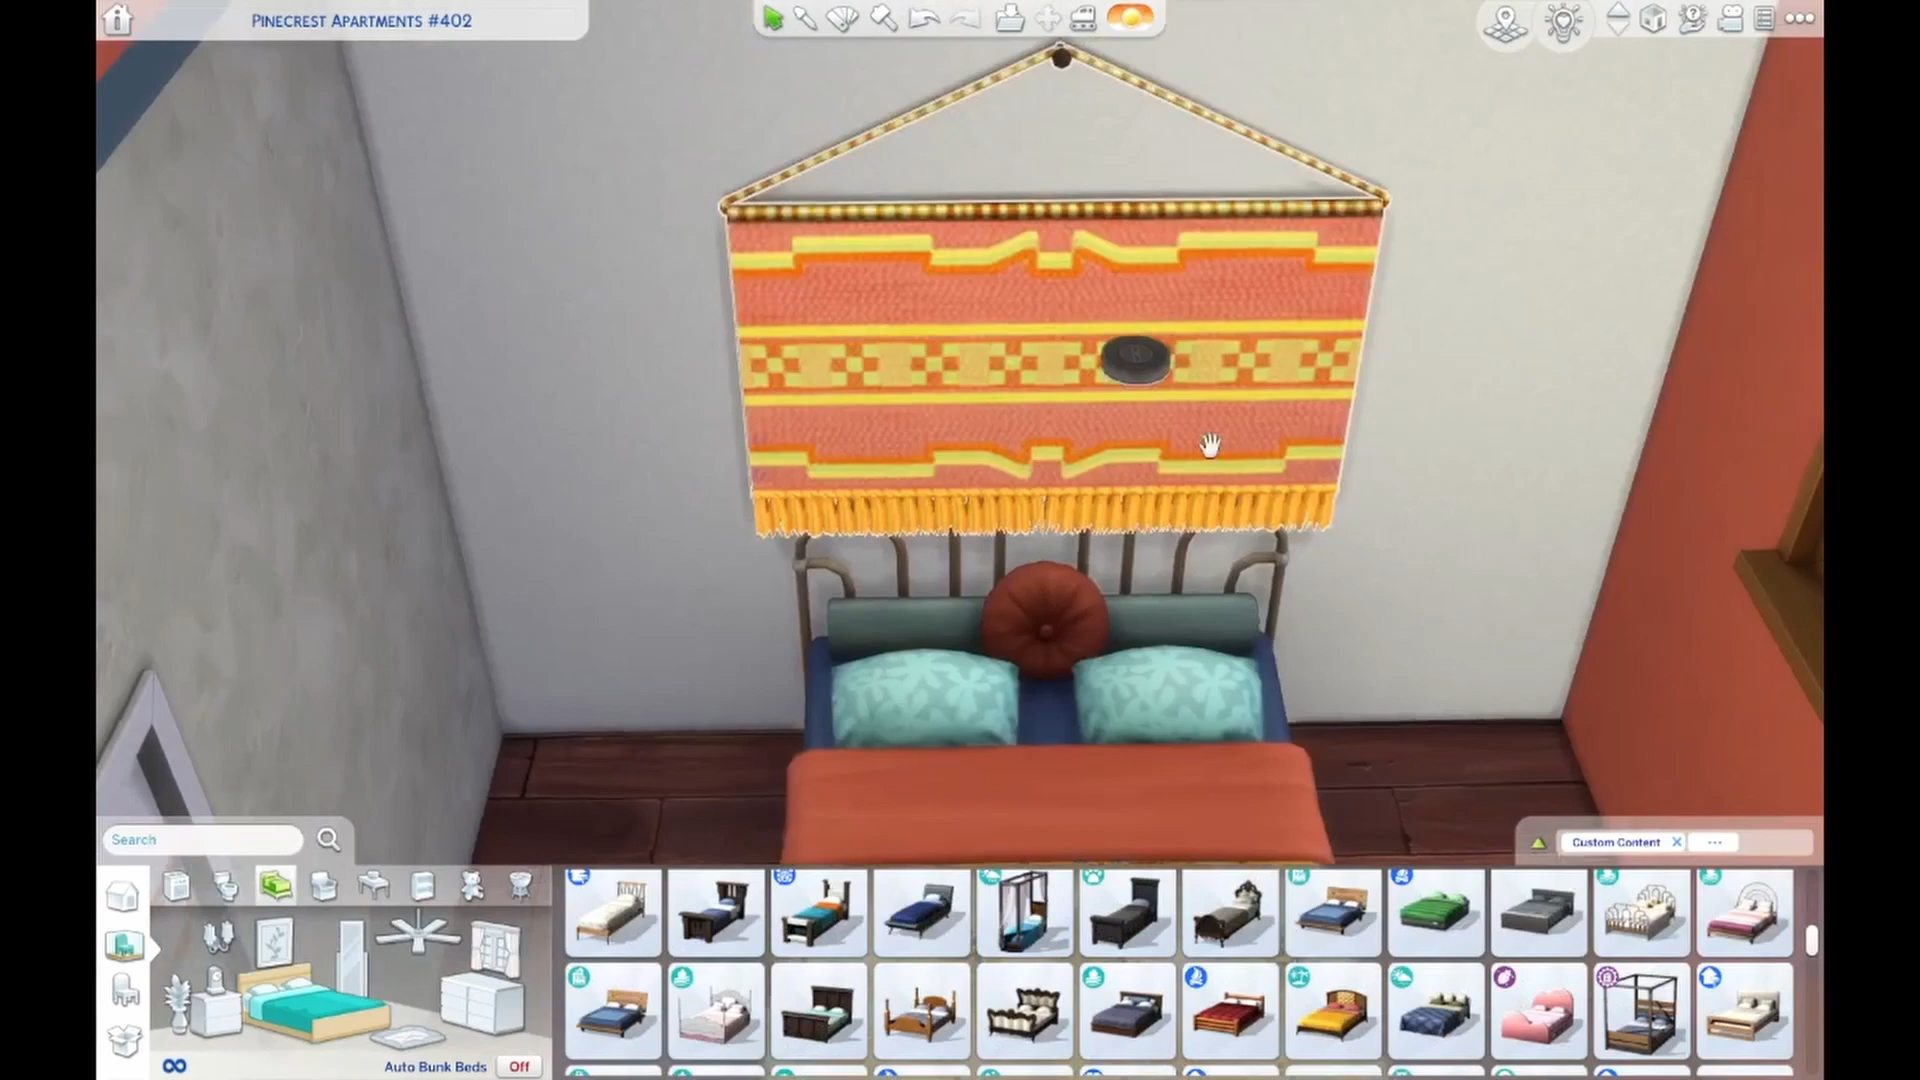 PINECREST APARTMENTS #402
Search
Custom Content
Auto Bunk Beds
Off